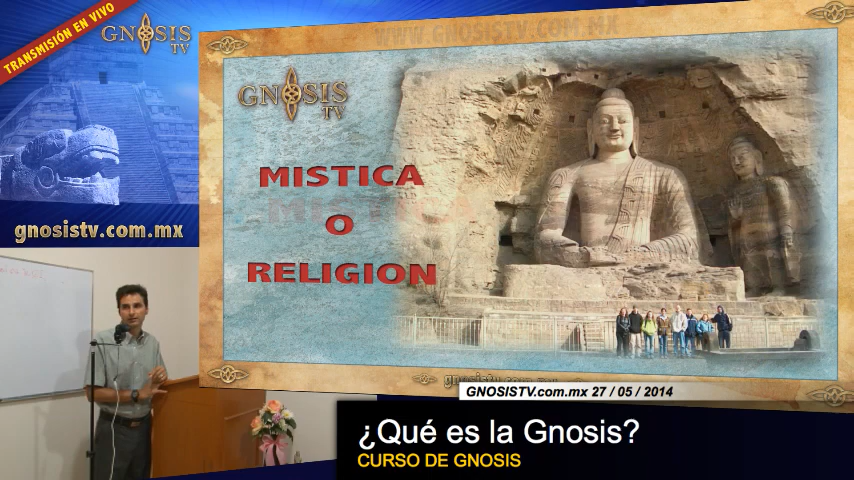 TRANSMISIÓN EN VIVO
GNOSIS
TV
gnosistv.com.mx
WWW.GNOSISTV.COM.MX
GNOSIS
TV
MISTICA
O
RELIGION
GNOSISTV.com.mx 27 / 05 / 2014
¿Qué es la Gnosis?
CURSO DE GNOSIS